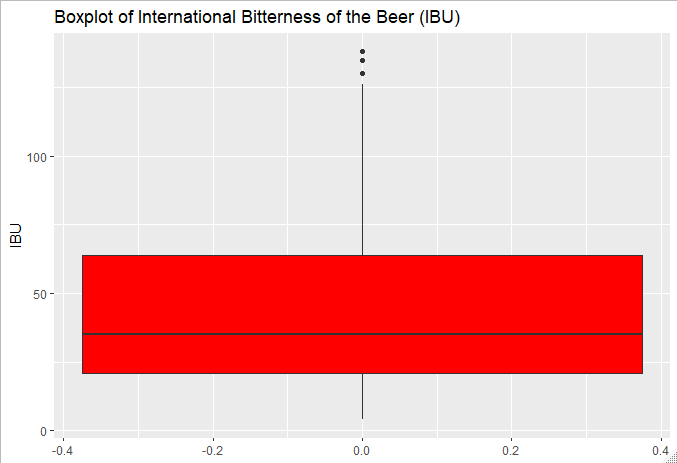 Boxplot of International Bitterness of the Beer (IBU)
IBU
100
50
0
-0.4 -0.2 0.0 0.2 0.4